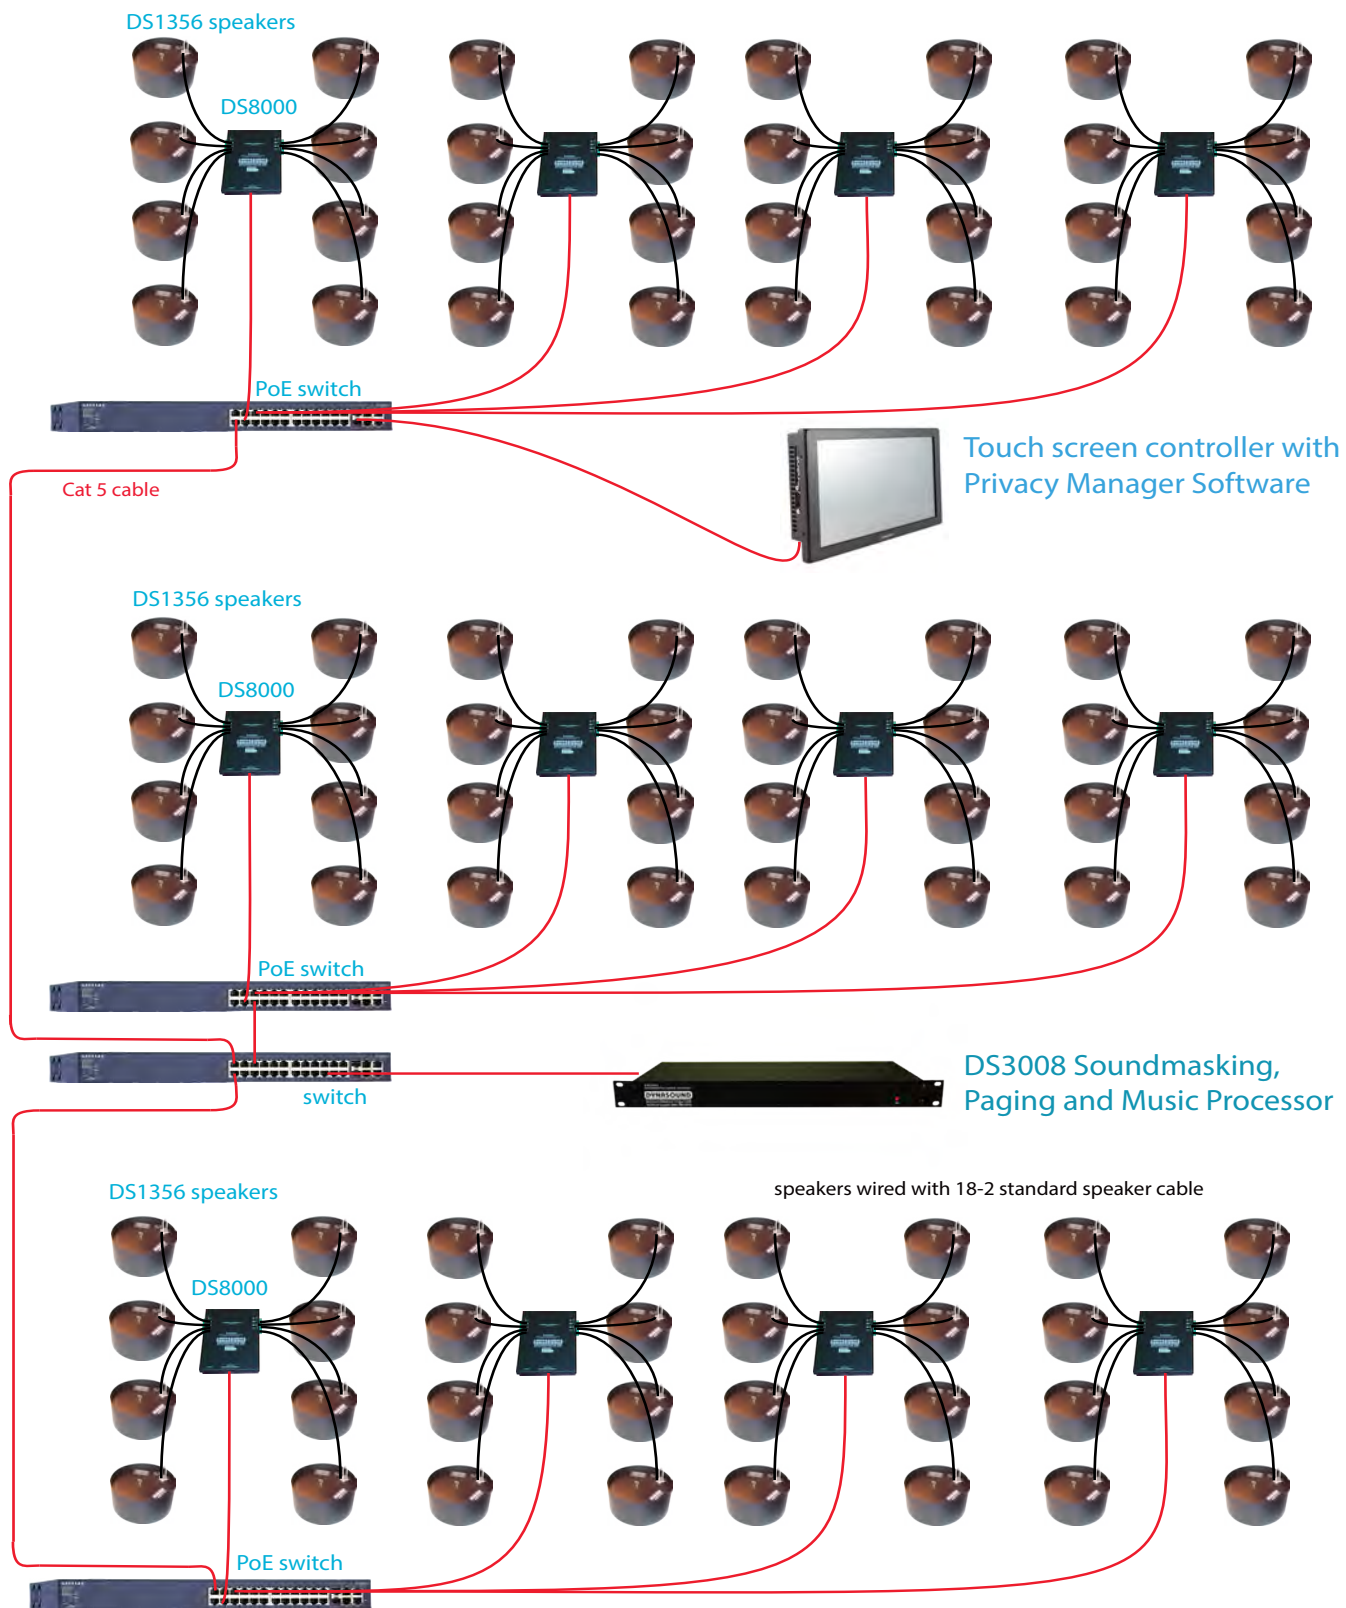 DS1356 speakers
DS8000
PoE switch
Cat 5 cable
Touch screen controller with
Privacy Manager Software
DS1356 speakers
DS8000
PoE switch
switch
DYNASOUND
DS3008 Soundmasking,
Paging and Music Processor
DS1356 speakers
speakers wired with 18-2 standard speaker cable
DS8000
PoE switch